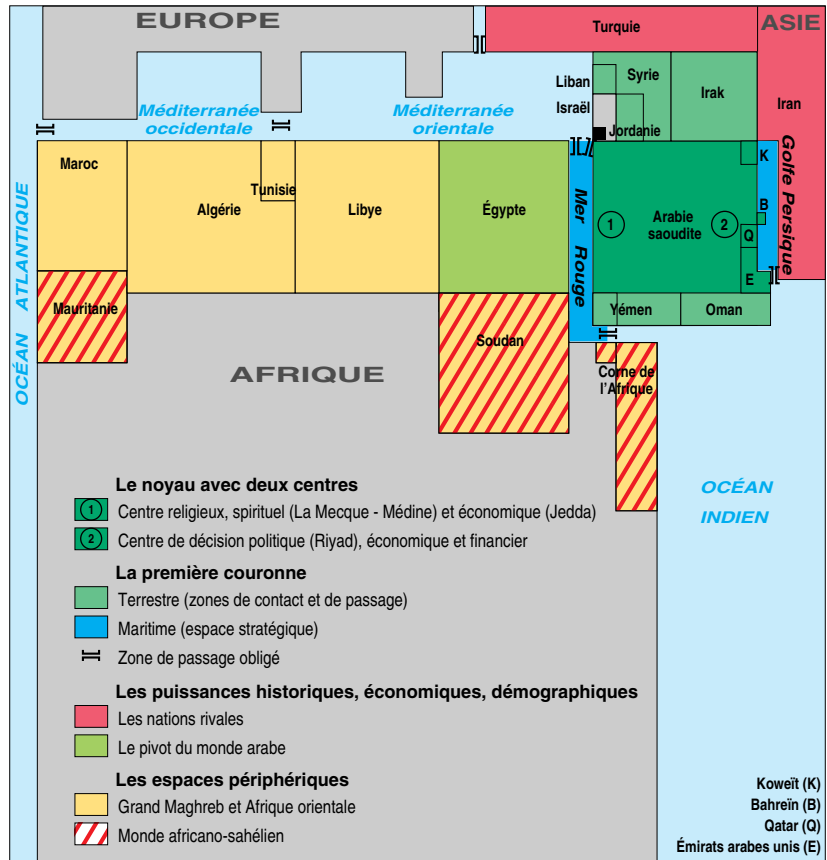 EUROPE
ASIE
Turquie
Liban
Syrie
Irak
Iran
Israël
Jordanie
Méditerranée
occidentale
Méditerranée
orientale
Maroc
Tunisie
Algérie
Libye
Égypte
Mer Rouge
1
Arabie
saoudite
2
K
B
Q
E
Golfe Persique
OCÉAN ATLANTIQUE
Mauritanie
Soudan
Yémen
Oman
Corne de
l'Afrique
AFRIQUE
OCÉAN
INDIEN
Le noyau avec deux centres
1 Centre religieux, spirituel (La Mecque - Médine) et économique (Jedda)
2 Centre de décision politique (Riyad), économique et financier
La première couronne
Terrestre (zones de contact et de passage)
Maritime (espace stratégique)
Zone de passage obligé
Les puissances historiques, économiques, démographiques
Les nations rivales
Le pivot du monde arabe
Les espaces périphériques
Grand Maghreb et Afrique orientale
Monde africano-sahélien
Koweït (K)
Bahreïn (B)
Qatar (Q)
Émirats arabes unis (E)